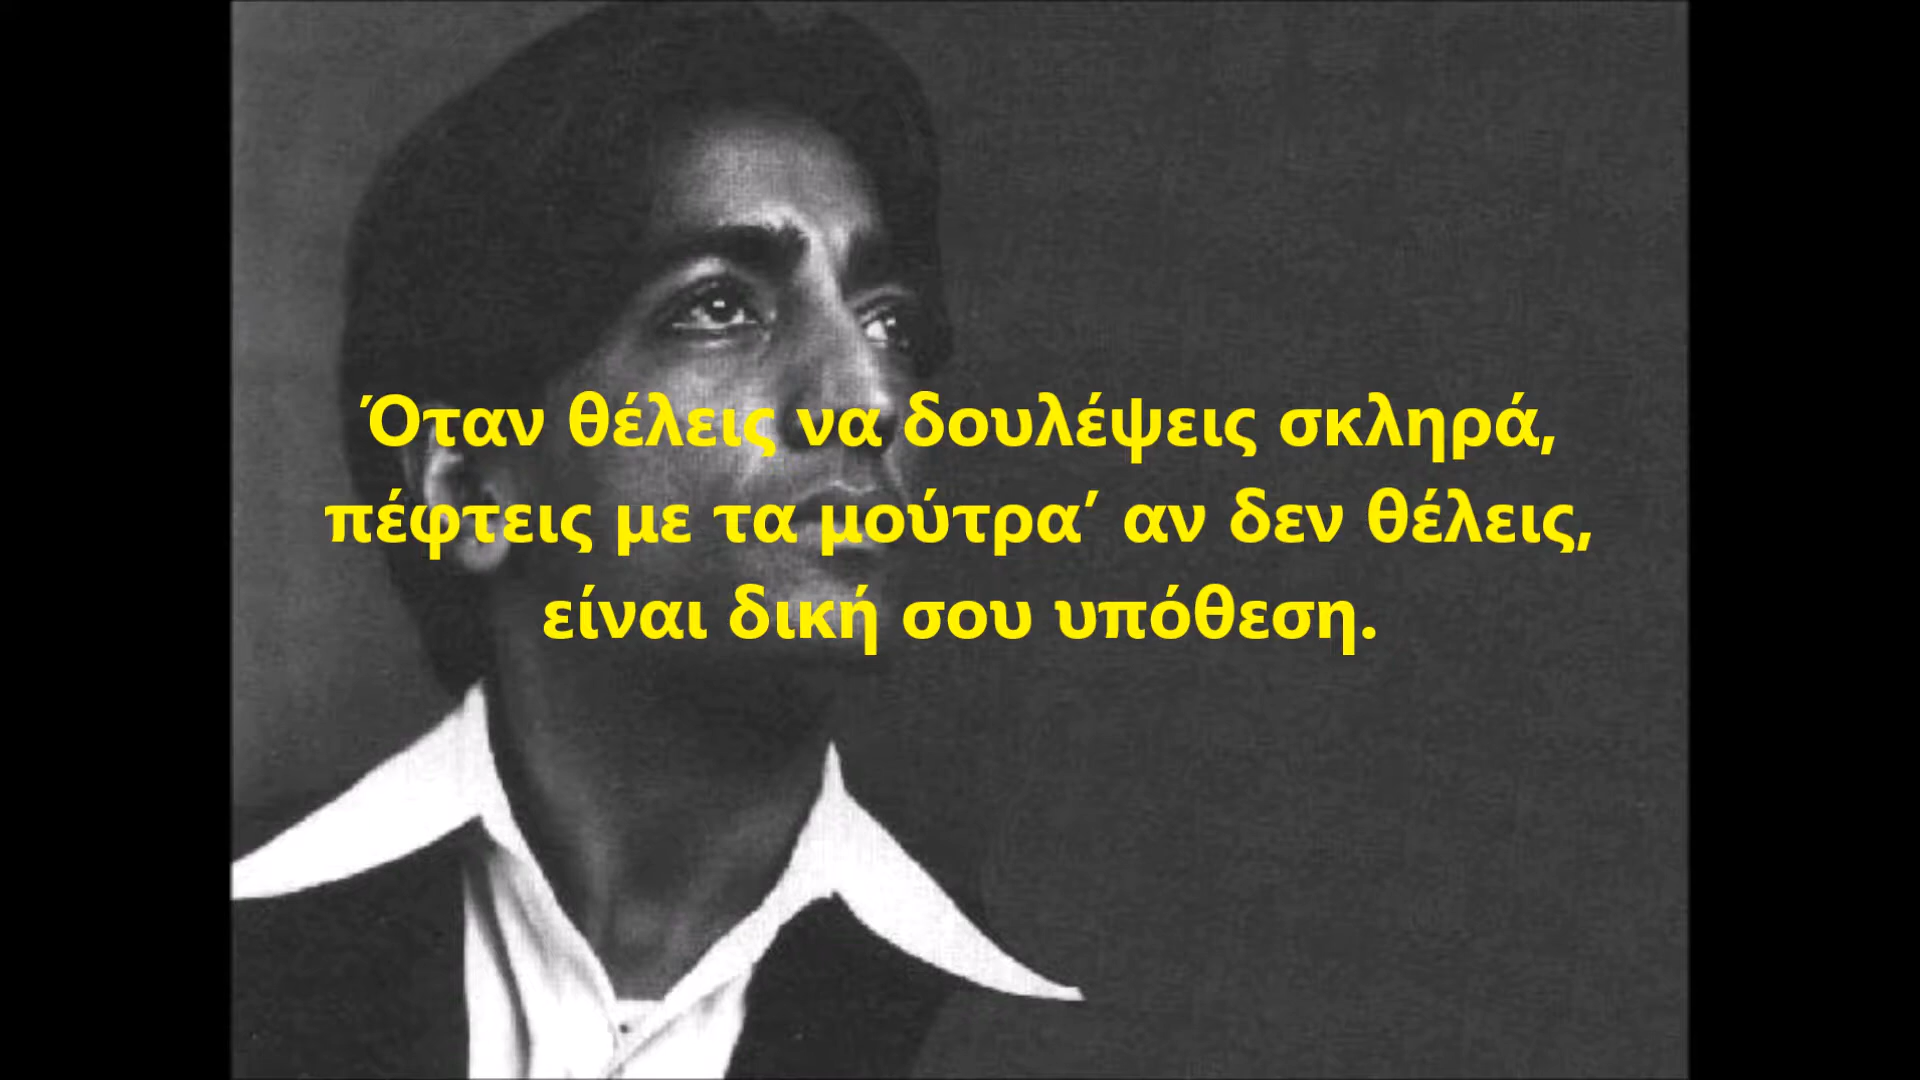 Όταν θέλεις να δουλέψεις σκληρά,
πέφτεις με τα μούτρα’ αν δεν θέλεις,
είναι δική σου υπόθεση.